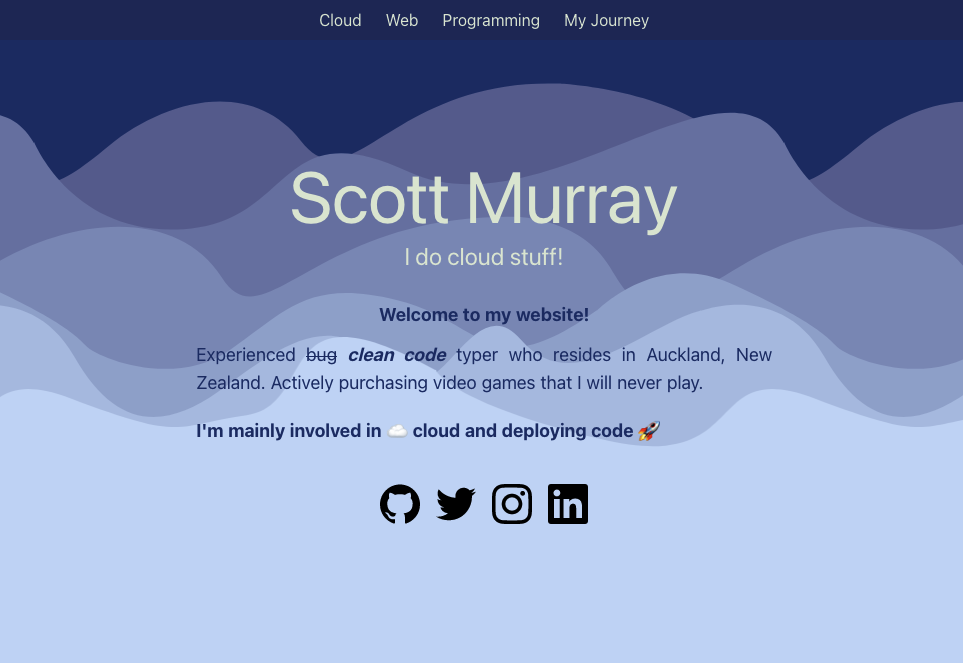 Cloud Web Programming My Journey
Scott Murray
I do cloud stuff!
Welcome to my website!
Experienced bug clean code typer who resides in Auckland, New
Zealand. Actively purchasing video games that I will never play.
I'm mainly involved in ☁️ cloud and deploying code 🚀
in